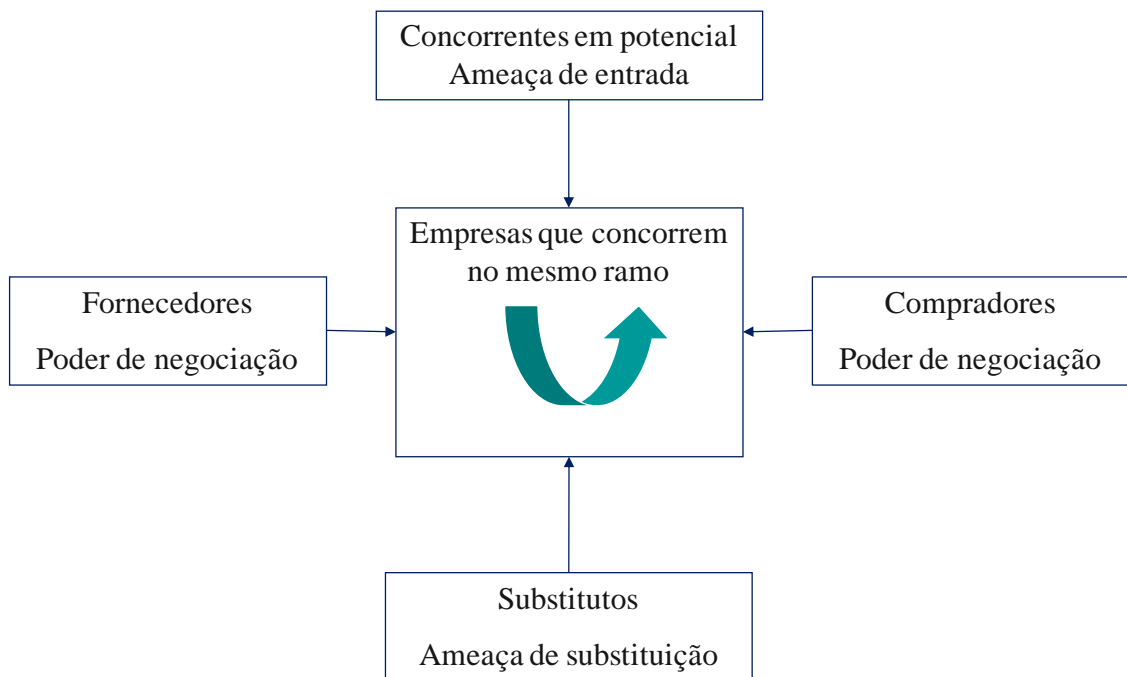 Concorrentes em potencial
Ameaça de entrada
Empresas que concorrem
no mesmo ramo
Fornecedores
Poder de negociação
Compradores
Poder de negociação
Substitutos
Ameaça de substituição